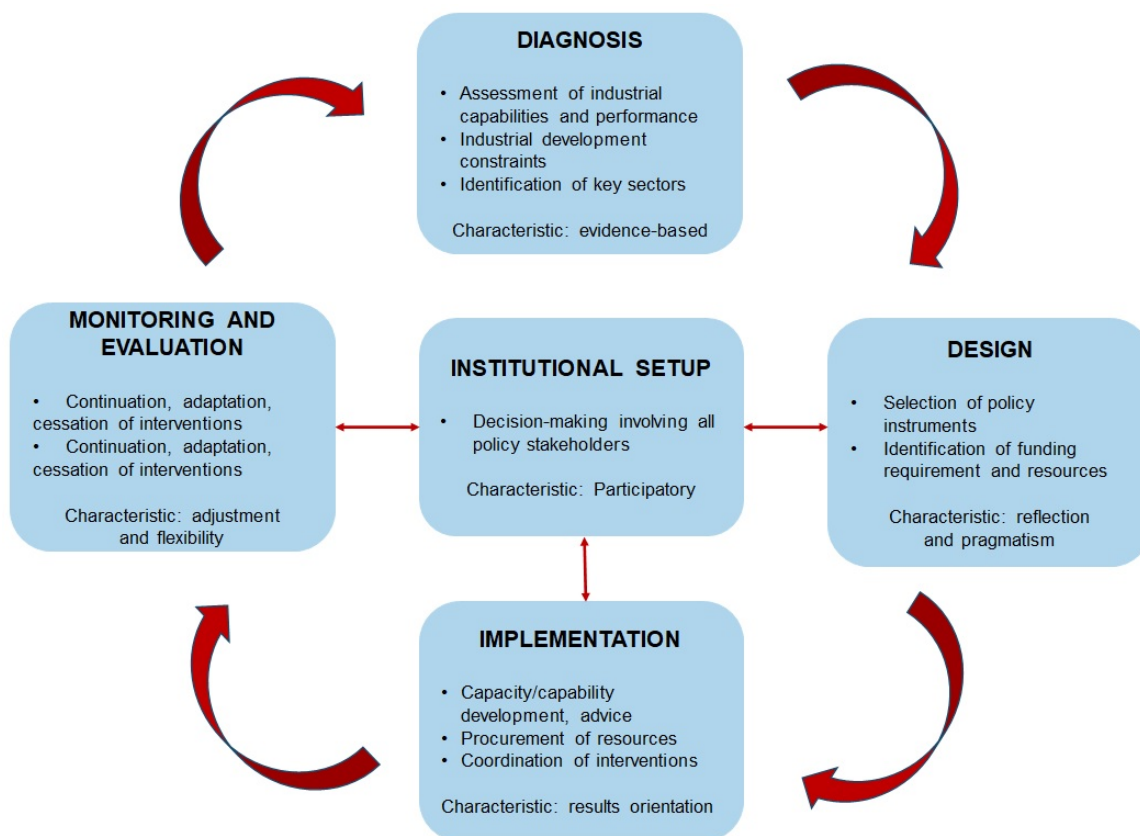 DIAGNOSIS
• Assessment of industrial
capabilities and performance
• Industrial development
constraints
• Identification of key sectors
Characteristic: evidence-based
MONITORING AND
EVALUATION
• Continuation, adaptation,
cessation of interventions
• Continuation, adaptation,
cessation of interventions
Characteristic: adjustment
and flexibility
INSTITUTIONAL SETUP
• Decision-making involving all
policy stakeholders
Characteristic: Participatory
DESIGN
• Selection of policy
instruments
• Identification of funding
requirement and resources
Characteristic: reflection
and pragmatism
IMPLEMENTATION
• Capacity/capability
development, advice
• Procurement of resources
• Coordination of interventions
Characteristic: results orientation